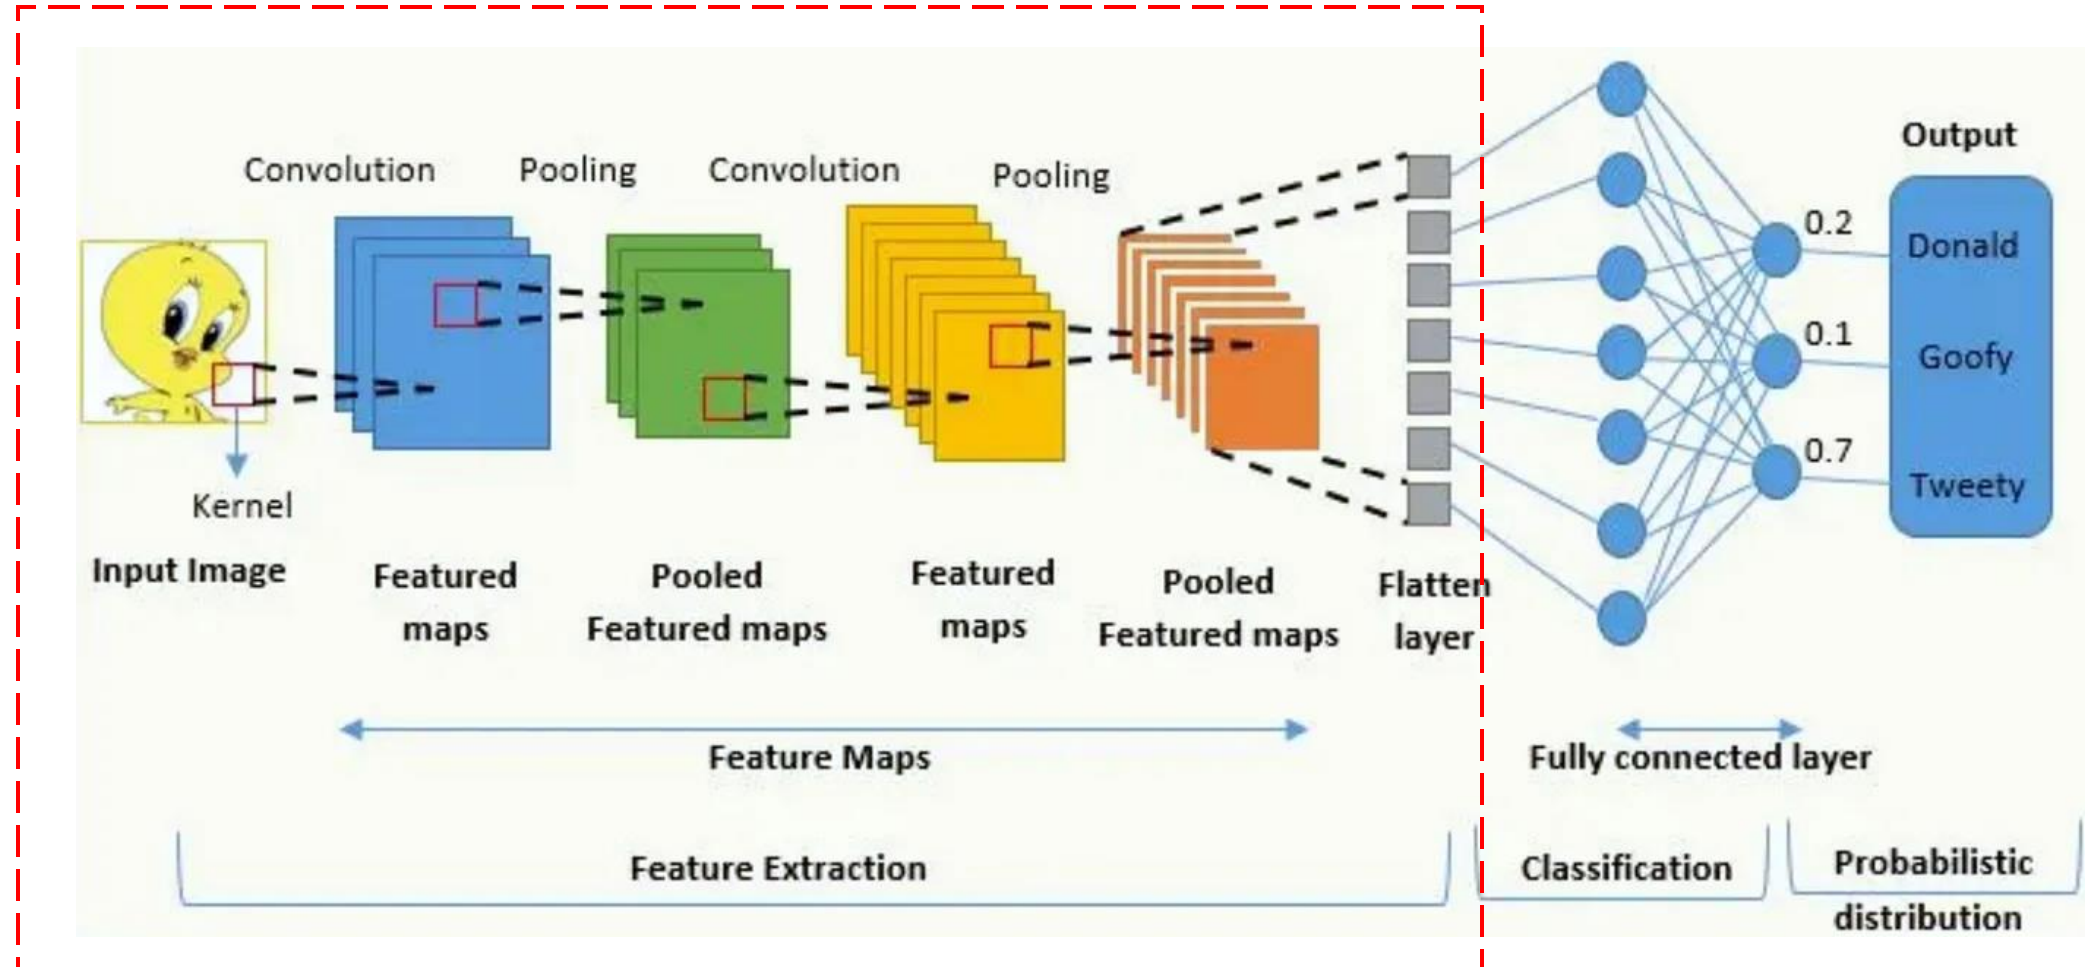 Convolution
Pooling
Convolution
Pooling
Output
0.2
Donald
0.1
Goofy
0.7
Tweety
Kernel
Input Image
Featured
maps
Pooled
Featured maps
Featured
maps
Pooled
Featured maps
Flatten
layer
Feature Maps
Fully connected layer
Feature Extraction
Classification
Probabilistic
distribution